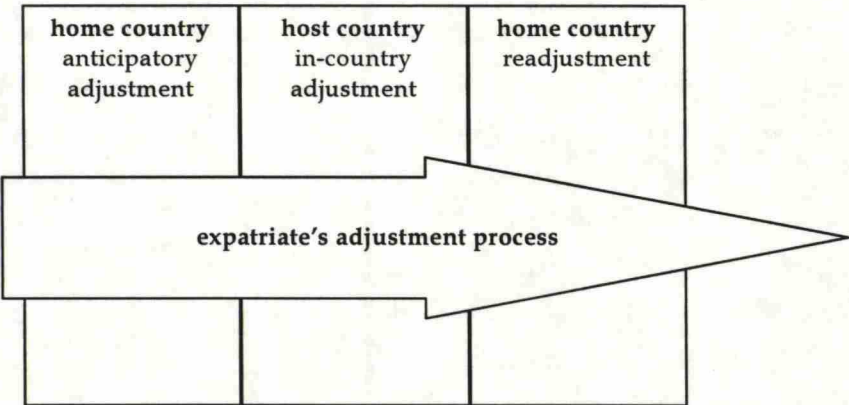 home country
anticipatory
adjustment
host country
in-country
adjustment
home country
readjustment
expatriate's adjustment process